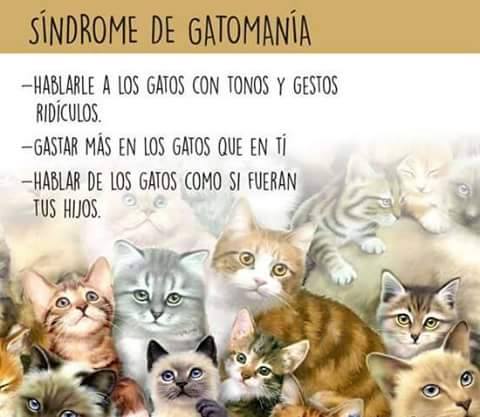 SÍNDROME DE GATOMANÍA
-HABLARLE A LOS GATOS CON TONOS Y GESTOS
RIDÍCULOS.
-GASTAR MÁS EN LOS GATOS QUE EN TÍ
-HABLAR DE LOS GATOS COMO SI FUERAN
TUS HIJOS.